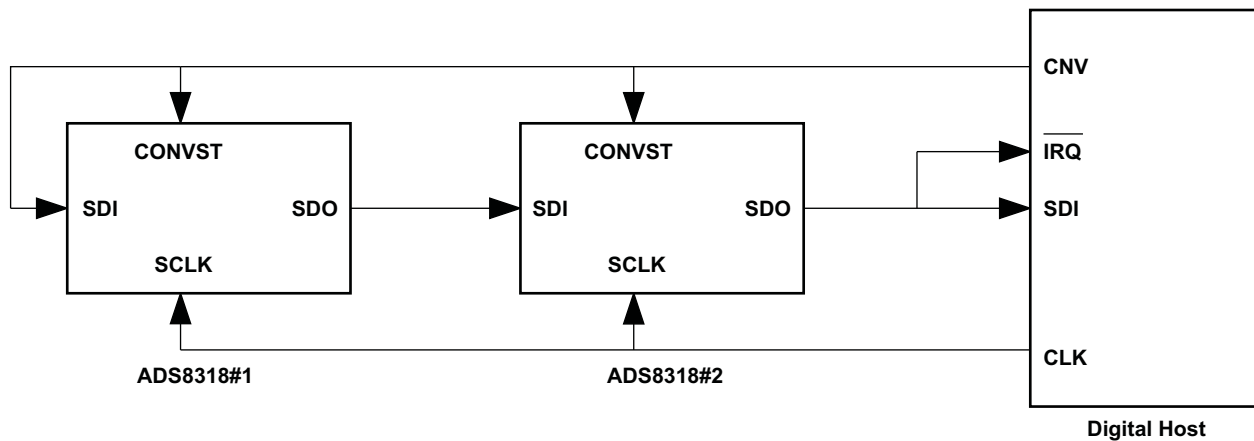 CNV
CONVST
CONVST
IRQ
SDI
SDO
SDI
SDO
SDI
SCLK
SCLK
CLK
ADS8318#1
ADS8318#2
Digital Host